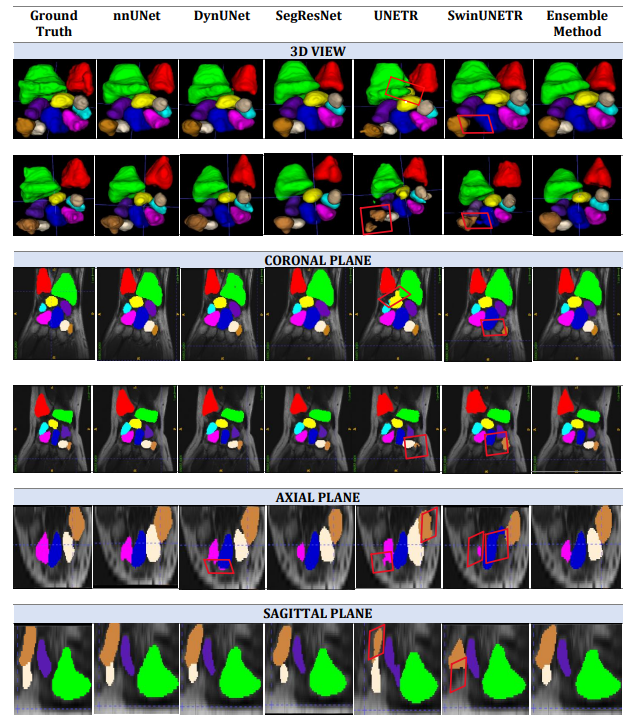 Ground Truth nnUNet DynUNet SegResNet UNETR SwinUNETR Ensemble Method
3D VIEW
CORONAL PLANE
AXIAL PLANE
SAGITTAL PLANE